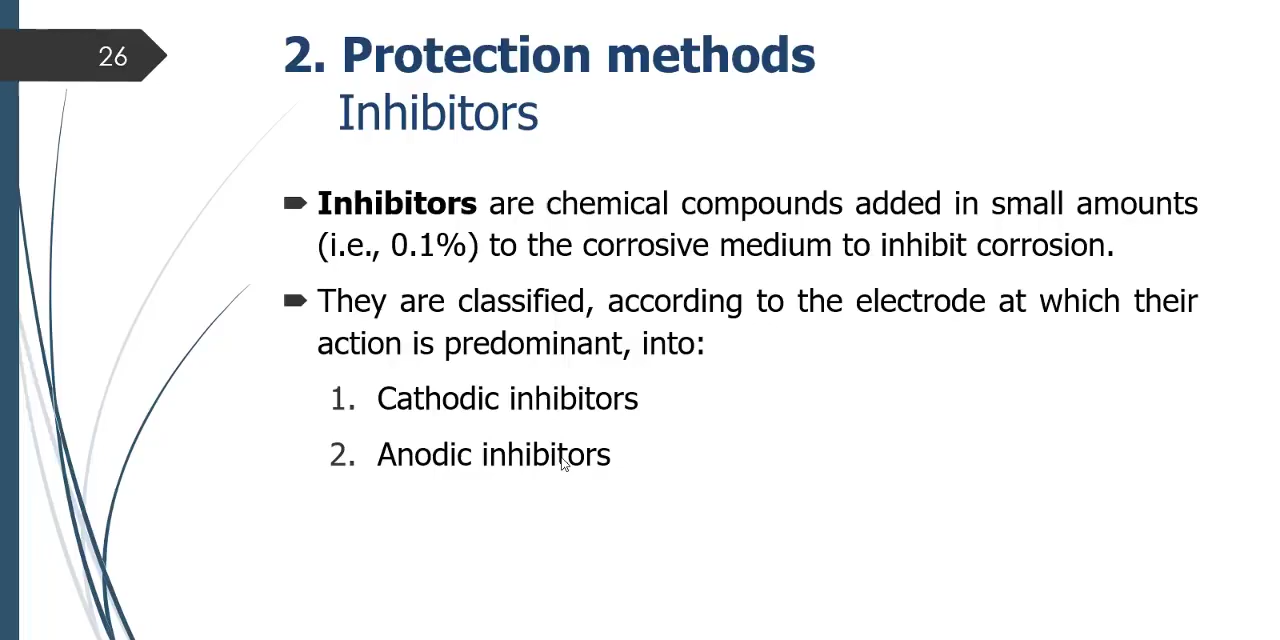 26
2. Protection methods
Inhibitors
Inhibitors are chemical compounds added in small amounts
(i.e., 0.1%) to the corrosive medium to inhibit corrosion.
They are classified, according to the electrode at which their
action is predominant, into:
1. Cathodic inhibitors
2. Anodic inhibitors